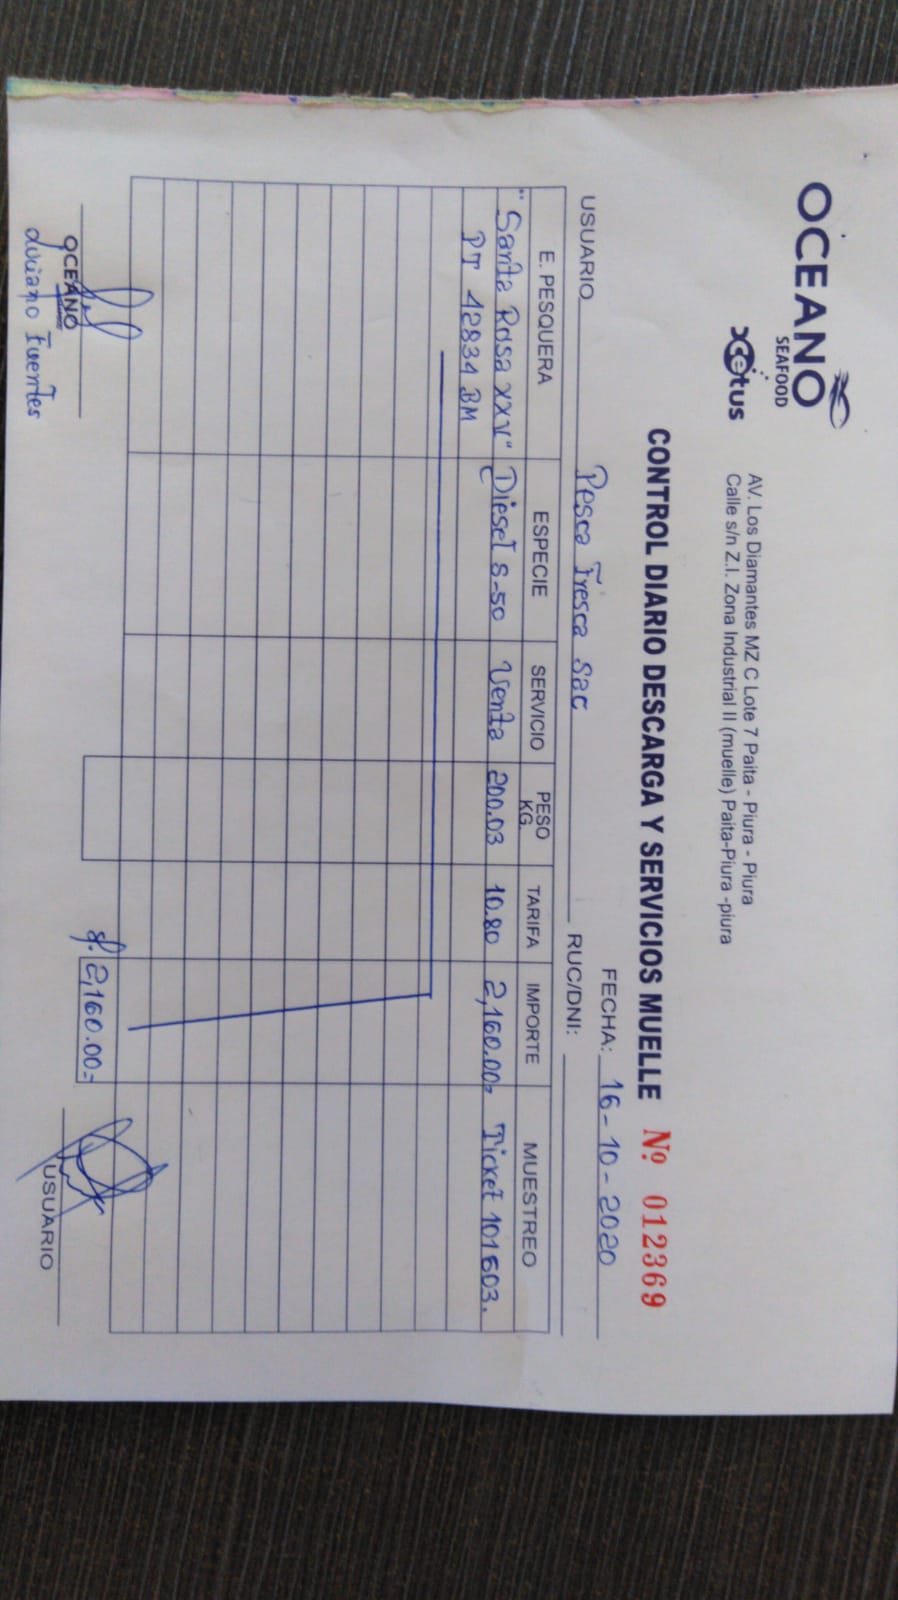 OCEANO
SEAFOOD
xcetus
AV. Los Diamantes MZ C Lote 7 Paita - Piura - Piura
Calle s/n Z.I. Zona Industrial II (muelle) Paita-Piura -piura
CONTROL DIARIO DESCARGA Y SERVICIOS MUELLE Nº 012369
FECHA: 16-10-2020
USUARIO Pesca Fresca Sac RUC/DNI:
E. PESQUERA ESPECIE SERVICIO PESO KG. TARIFA IMPORTE MUESTREO
"Santa Rosa XXV" Diesel S-50 Venta 200.03 10.80 2,160.00= Ticket 101603.
PT 42834 BM
S/. 2,160.00=
OCEANO
USUARIO
Luciano Fuentes